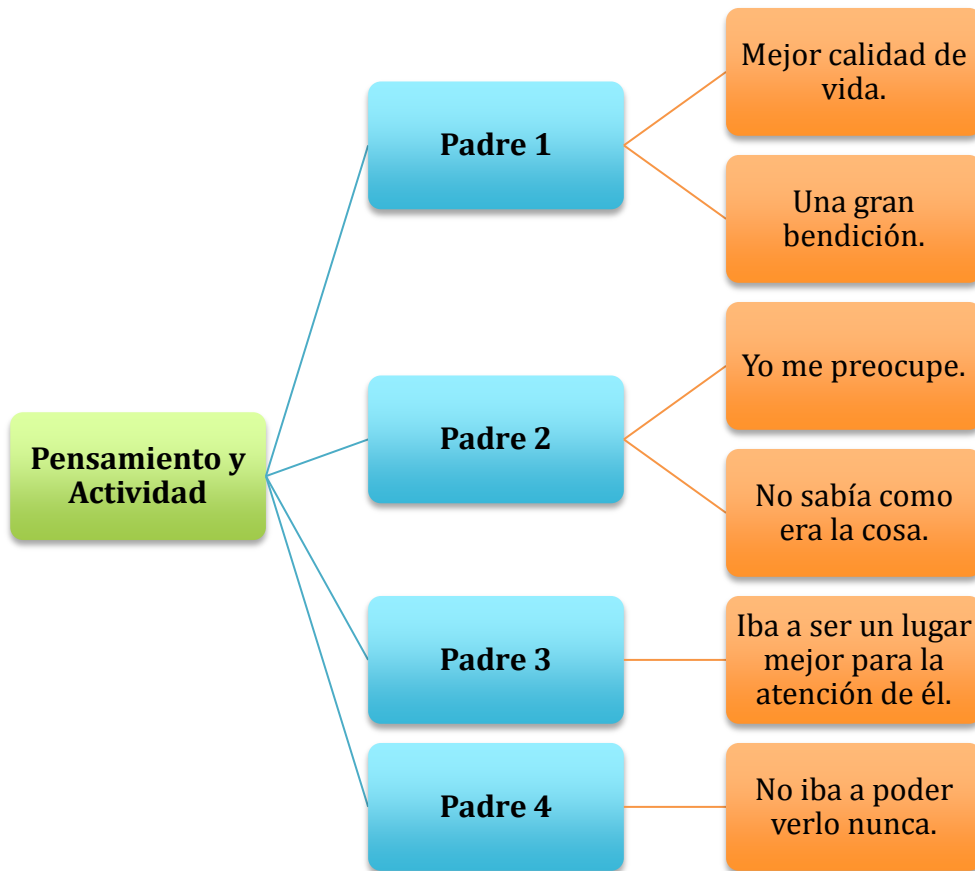 Pensamiento y
Actividad
Padre 1
Mejor calidad de
vida.
Una gran
bendición.
Padre 2
Yo me preocupe.
No sabía como
era la cosa.
Padre 3
Iba a ser un lugar
mejor para la
atención de él.
Padre 4
No iba a poder
verlo nunca.